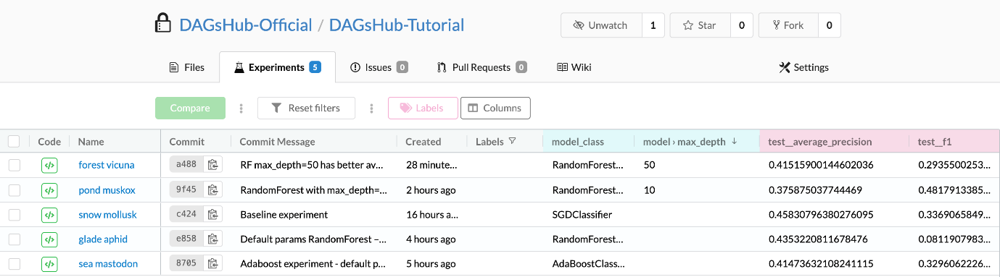 DAGsHub-Official / DAGsHub-Tutorial Unwatch 1 Star 0 Fork 0
Files Experiments 5 Issues 0 Pull Requests 0 Wiki Settings
Compare Reset filters Labels Columns
Code Name Commit Commit Message Created Labels model_class model › max_depth ↓ test__average_precision test__f1
forest vicuna a488 RF max_depth=50 has better av... 28 minute... RandomForest... 50 0.41515900144602036 0.2935500253...
pond muskox 9f45 RandomForest with max_depth=... 2 hours ago RandomForest... 10 0.375875037744469 0.4817913385...
snow mollusk c424 Baseline experiment 16 hours a... SGDClassifier 0.45830796380276095 0.3369065849...
glade aphid e858 Default params RandomForest –... 4 hours ago RandomForest... 0.4353220811678476 0.0811907983...
sea mastodon 8705 Adaboost experiment - default p... 5 hours ago AdaBoostClass... 0.41473632108241115 0.3296062226...